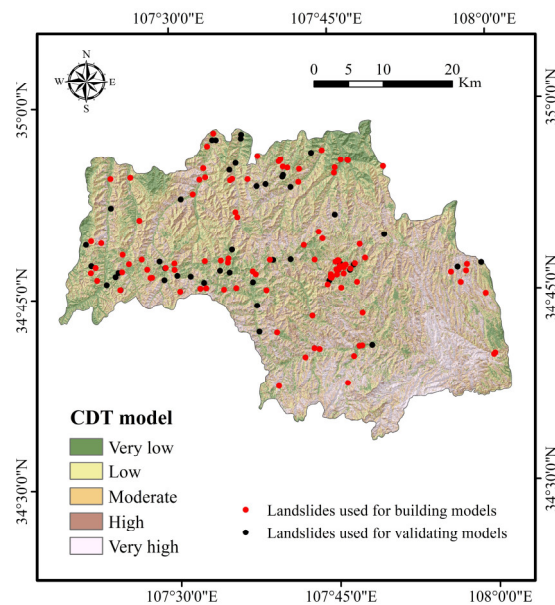 107°30'0"E 107°45'0"E 108°0'0"E
N
W E
S
0 5 10 20
Km
35°0'0"N 35°0'0"N
34°45'0"N 34°45'0"N
34°30'0"N 34°30'0"N
CDT model
Very low
Low
Moderate
High
Very high
Landslides used for building models
Landslides used for validating models
107°30'0"E 107°45'0"E 108°0'0"E